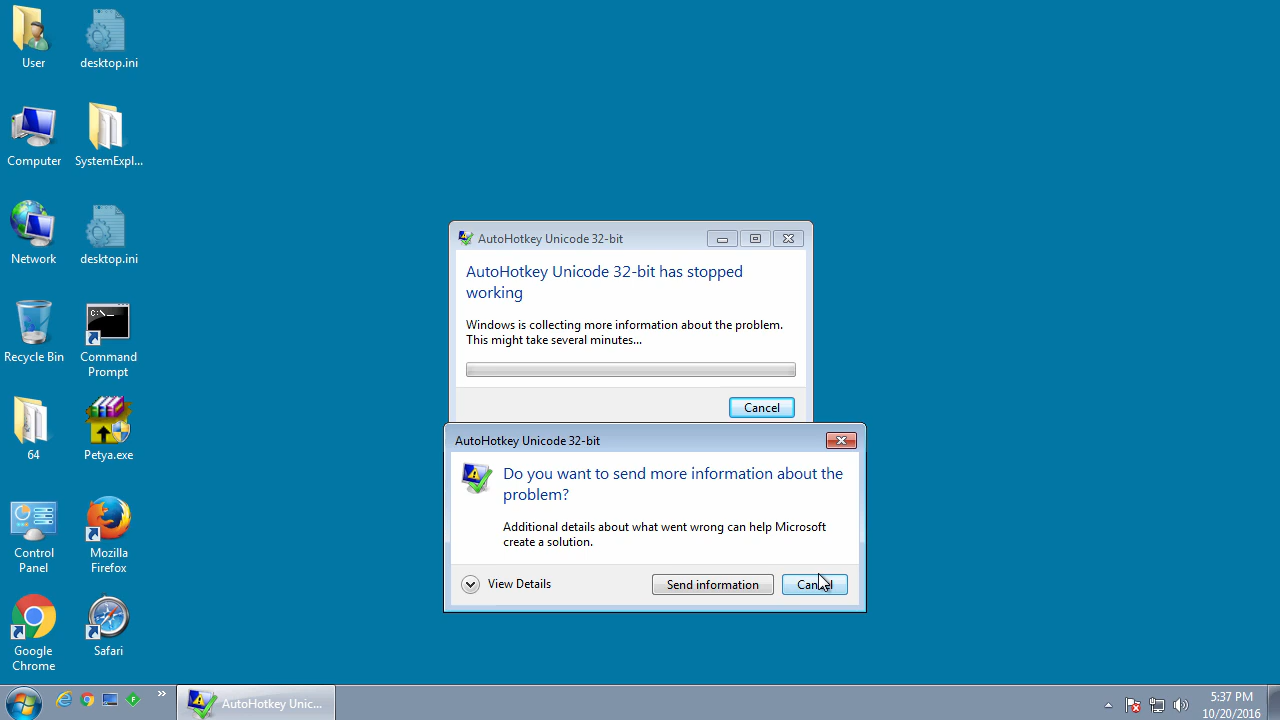 User
desktop.ini
Computer
SystemExpl...
Network
desktop.ini
Recycle Bin
Command
Prompt
64
Petya.exe
Control
Panel
Mozilla
Firefox
Google
Chrome
Safari
AutoHotkey Unicode 32-bit
AutoHotkey Unicode 32-bit has stopped
working
Windows is collecting more information about the problem.
This might take several minutes...
Cancel
AutoHotkey Unicode 32-bit
Do you want to send more information about the
problem?
Additional details about what went wrong can help Microsoft
create a solution.
View Details
Send information
Cancel
»
AutoHotkey Unic...
5:37 PM
10/20/2016